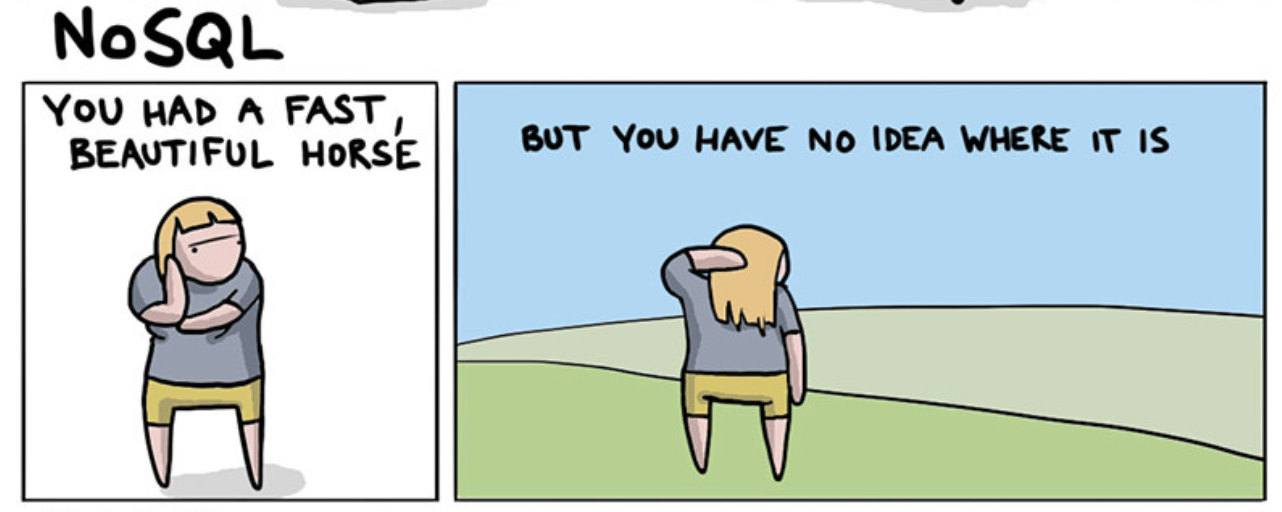 NoSQL
YOU HAD A FAST,
BEAUTIFUL HORSE
BUT YOU HAVE NO IDEA WHERE IT IS